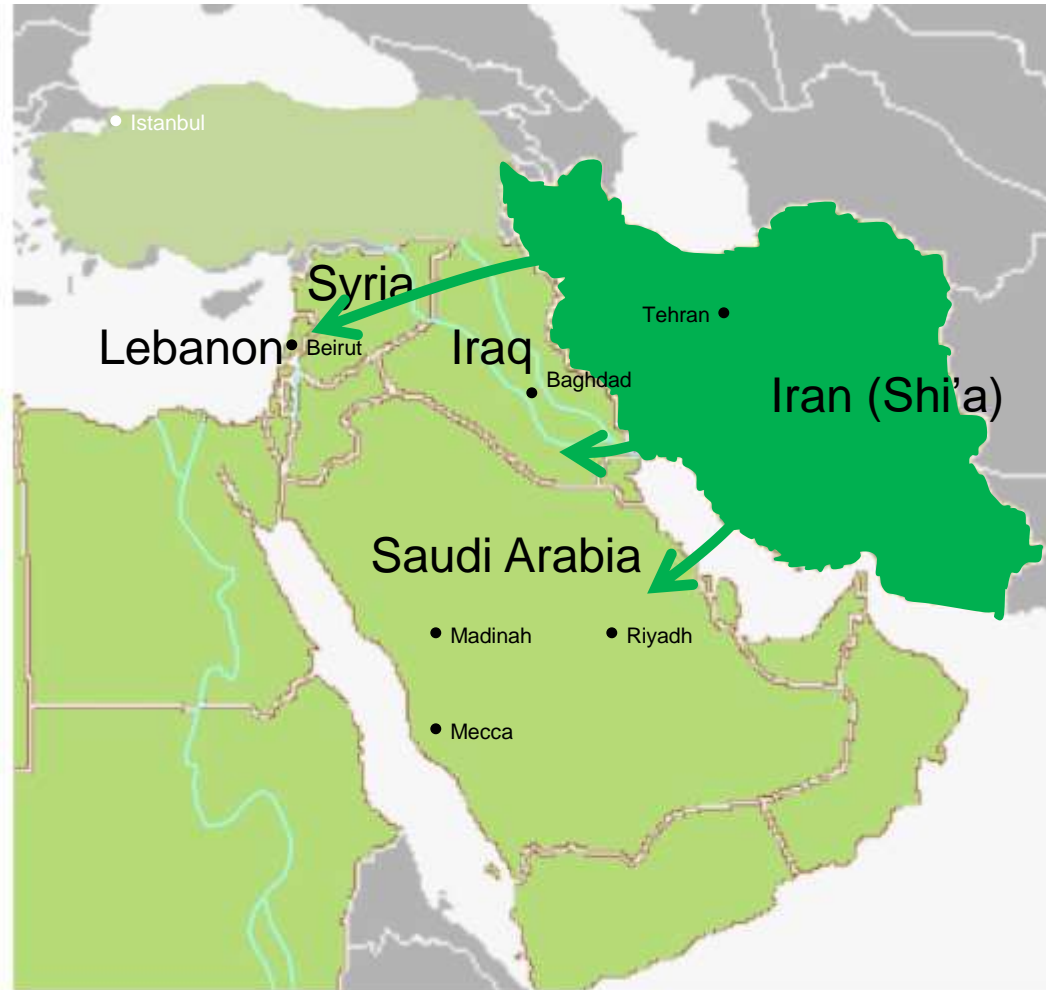 Istanbul
Syria
Tehran
Lebanon
Beirut
Iraq
Baghdad
Iran (Shi’a)
Saudi Arabia
Madinah
Riyadh
Mecca